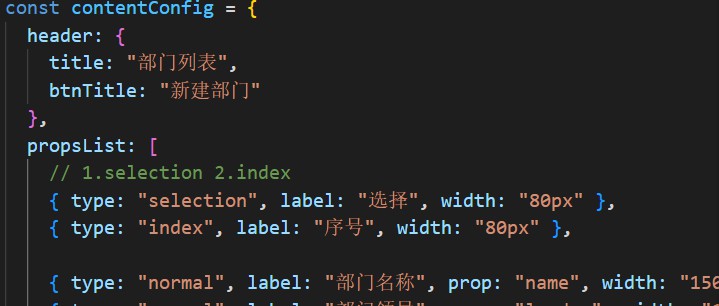 const contentConfig = {
header: {
title: "部门列表",
btnTitle: "新建部门"
},
propsList: [
// 1.selection 2.index
{ type: "selection", label: "选择", width: "80px" },
{ type: "index", label: "序号", width: "80px" },
{ type: "normal", label: "部门名称", prop: "name", width: "150